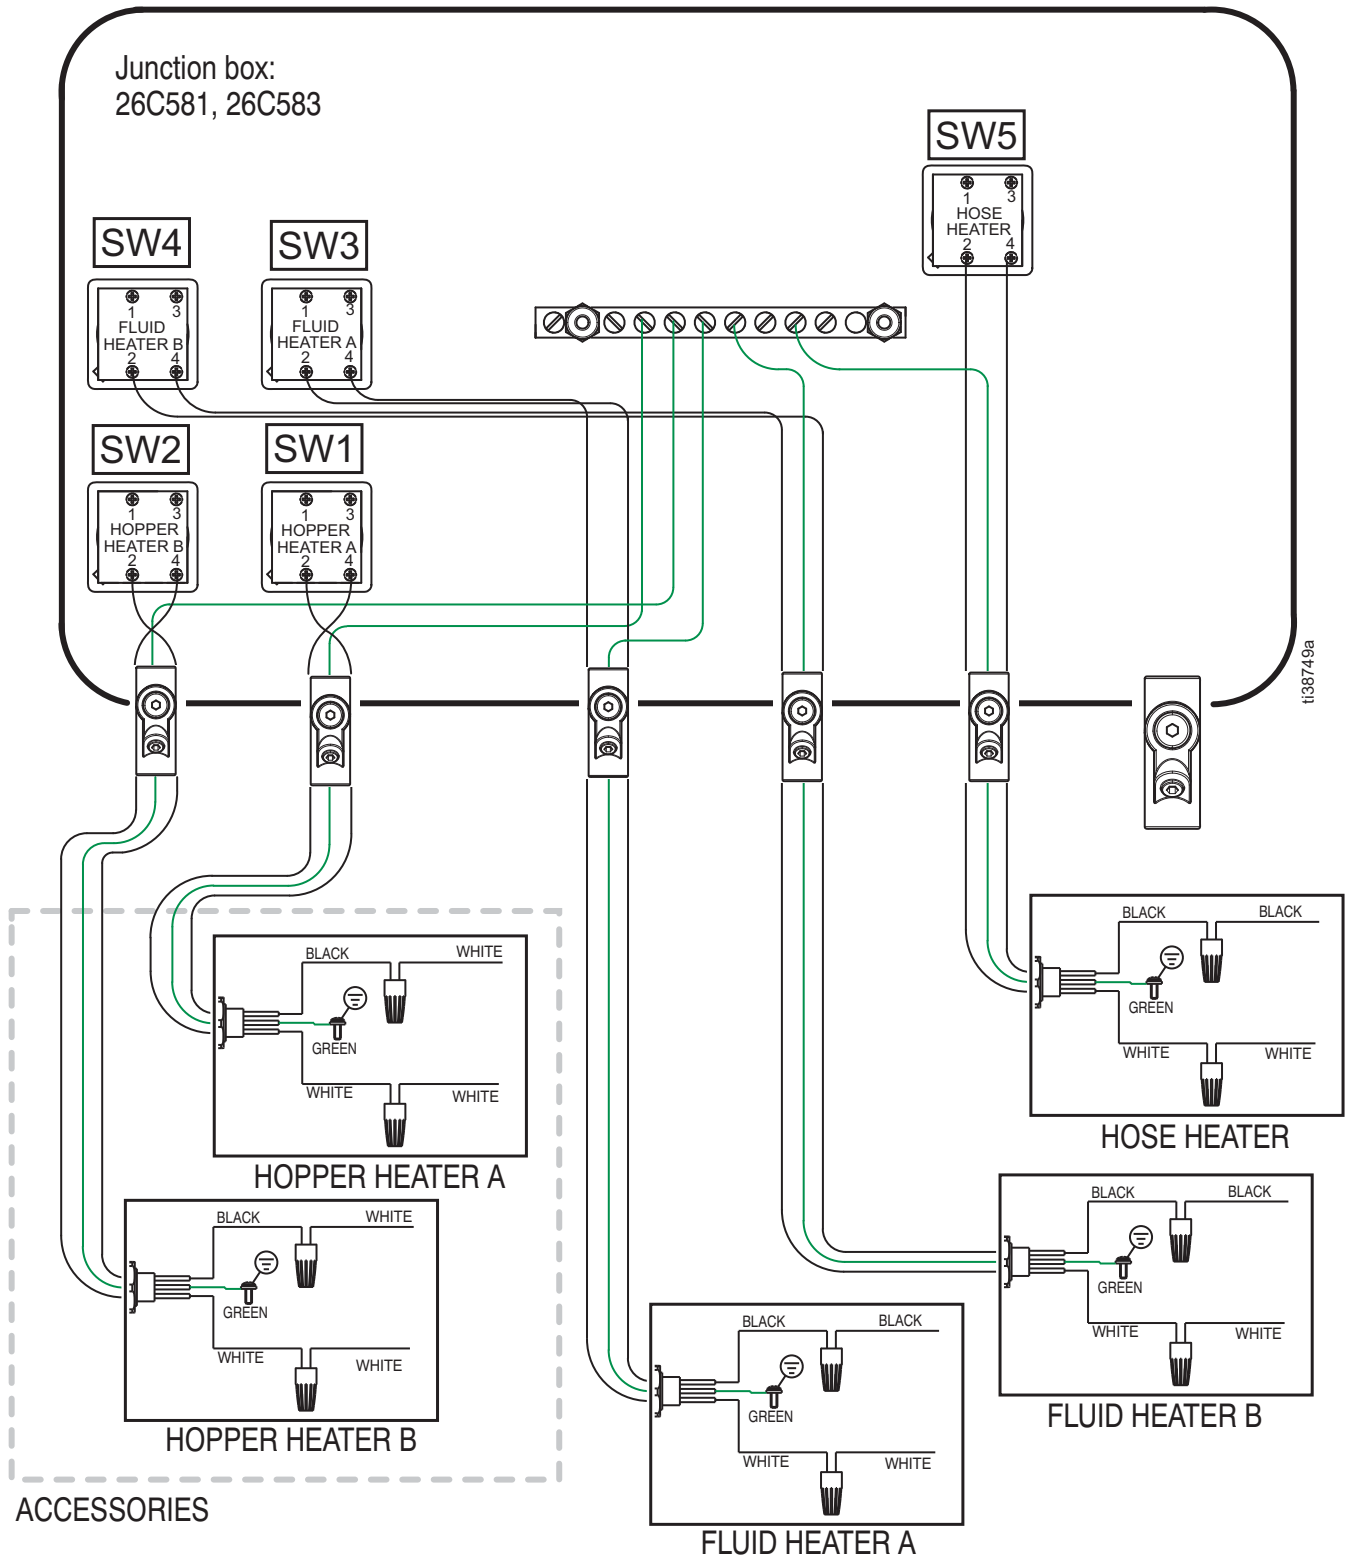 Junction box:
26C581, 26C583
SW5
1 3
HOSE
HEATER
2 4
SW4
1 3
FLUID
HEATER B
2 4
SW3
1 3
FLUID
HEATER A
2 4
SW2
1 3
HOPPER
HEATER B
2 4
SW1
1 3
HOPPER
HEATER A
2 4
ti38749a
BLACK WHITE
GREEN
WHITE WHITE
HOPPER HEATER A
BLACK BLACK
GREEN
WHITE WHITE
HOSE HEATER
BLACK WHITE
GREEN
WHITE WHITE
HOPPER HEATER B
BLACK BLACK
GREEN
WHITE WHITE
FLUID HEATER B
BLACK BLACK
GREEN
WHITE WHITE
FLUID HEATER A
ACCESSORIES